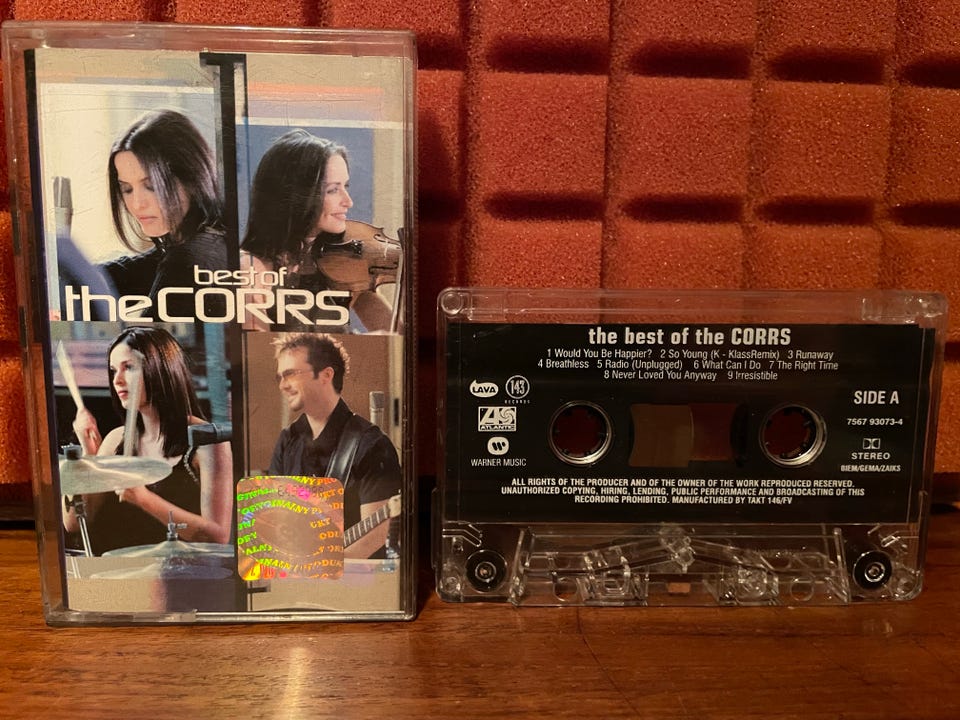 best of
the CORRS
ORYGINALNY PRODUKT
the best of the CORRS
1 Would You Be Happier? 2 So Young (K - KlassRemix) 3 Runaway
4 Breathless 5 Radio (Unplugged) 6 What Can I Do 7 The Right Time
8 Never Loved You Anyway 9 Irresistible
LAVA
143
RECORDS
ATLANTIC
WARNER MUSIC
SIDE A
7567 93073-4
STEREO
BIEM/GEMA/ZAIKS
ALL RIGHTS OF THE PRODUCER AND OF THE OWNER OF THE WORK REPRODUCED RESERVED.
UNAUTHORIZED COPYING, HIRING, LENDING, PUBLIC PERFORMANCE AND BROADCASTING OF THIS
RECORDING PROHIBITED. MANUFACTURED BY TAKT 146/FV